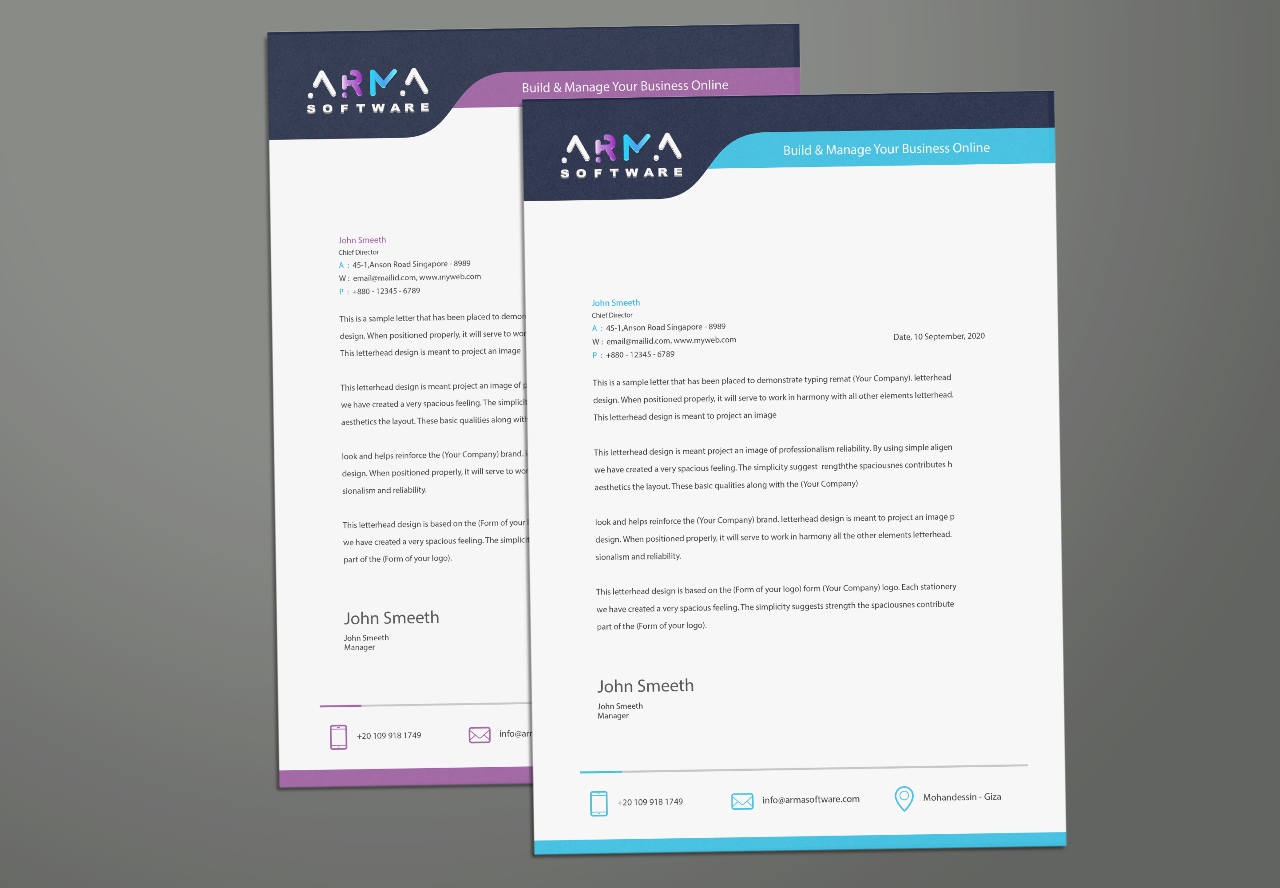 ARMA
SOFTWARE
Build & Manage Your Business Online
John Smeeth
Chief Director
A : 45-1,Anson Road Singapore - 8989
W : email@mailid.com, www.myweb.com
P : +880 - 12345 - 6789
This is a sample letter that has been placed to demon
design. When positioned properly, it will serve to wor
This letterhead design is meant to project an image
This letterhead design is meant project an image of p
we have created a very spacious feeling. The simplicit
aesthetics the layout. These basic qualities along with
look and helps reinforce the (Your Company) brand.
design. When positioned properly, it will serve to wor
sionalism and reliability.
This letterhead design is based on the (Form of your l
we have created a very spacious feeling. The simplicit
part of the (Form of your logo).
John Smeeth
John Smeeth
Manager
+20 109 918 1749
info@arm
ARMA
SOFTWARE
Build & Manage Your Business Online
John Smeeth
Chief Director
A : 45-1,Anson Road Singapore - 8989
W : email@mailid.com, www.myweb.com
P : +880 - 12345 - 6789
Date, 10 September, 2020
This is a sample letter that has been placed to demonstrate typing remat (Your Company). letterhead
design. When positioned properly, it will serve to work in harmony with all other elements letterhead.
This letterhead design is meant to project an image
This letterhead design is meant project an image of professionalism reliability. By using simple aligen
we have created a very spacious feeling. The simplicity suggest rengththe spaciousnes contributes h
aesthetics the layout. These basic qualities along with the (Your Company)
look and helps reinforce the (Your Company) brand. letterhead design is meant to project an image p
design. When positioned properly, it will serve to work in harmony all the other elements letterhead.
sionalism and reliability.
This letterhead design is based on the (Form of your logo) form (Your Company) logo. Each stationery
we have created a very spacious feeling. The simplicity suggests strength the spaciousnes contribute
part of the (Form of your logo).
John Smeeth
John Smeeth
Manager
+20 109 918 1749
info@armasoftware.com
Mohandessin - Giza